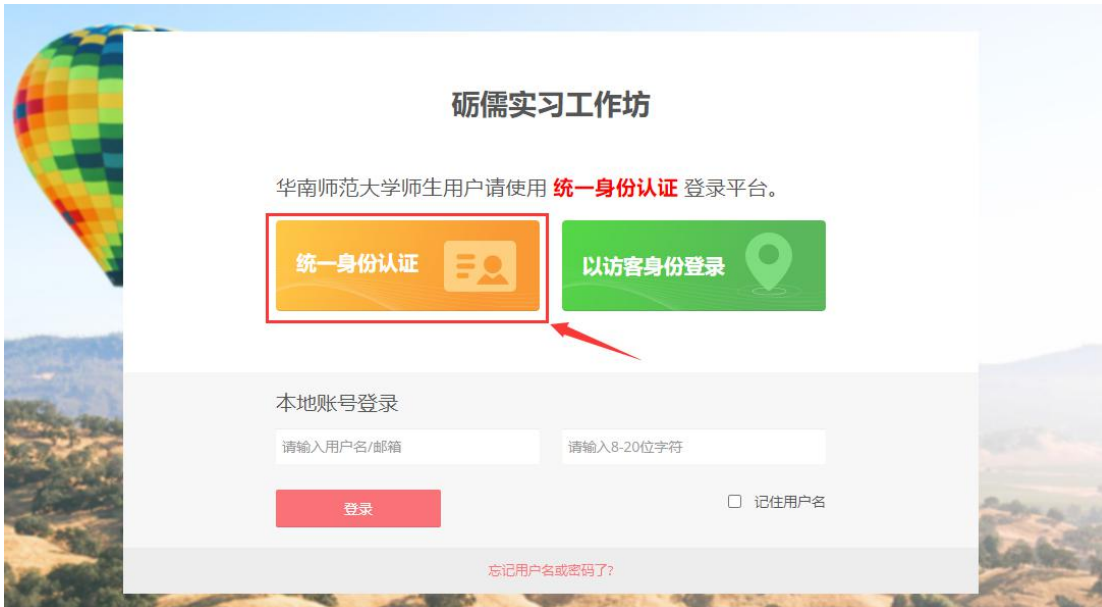 砺儒实习工作坊
华南师范大学师生用户请使用 统一身份认证 登录平台。
统一身份认证
以访客身份登录
本地账号登录
请输入用户名/邮箱
请输入8-20位字符
登录
记住用户名
忘记用户名或密码了?